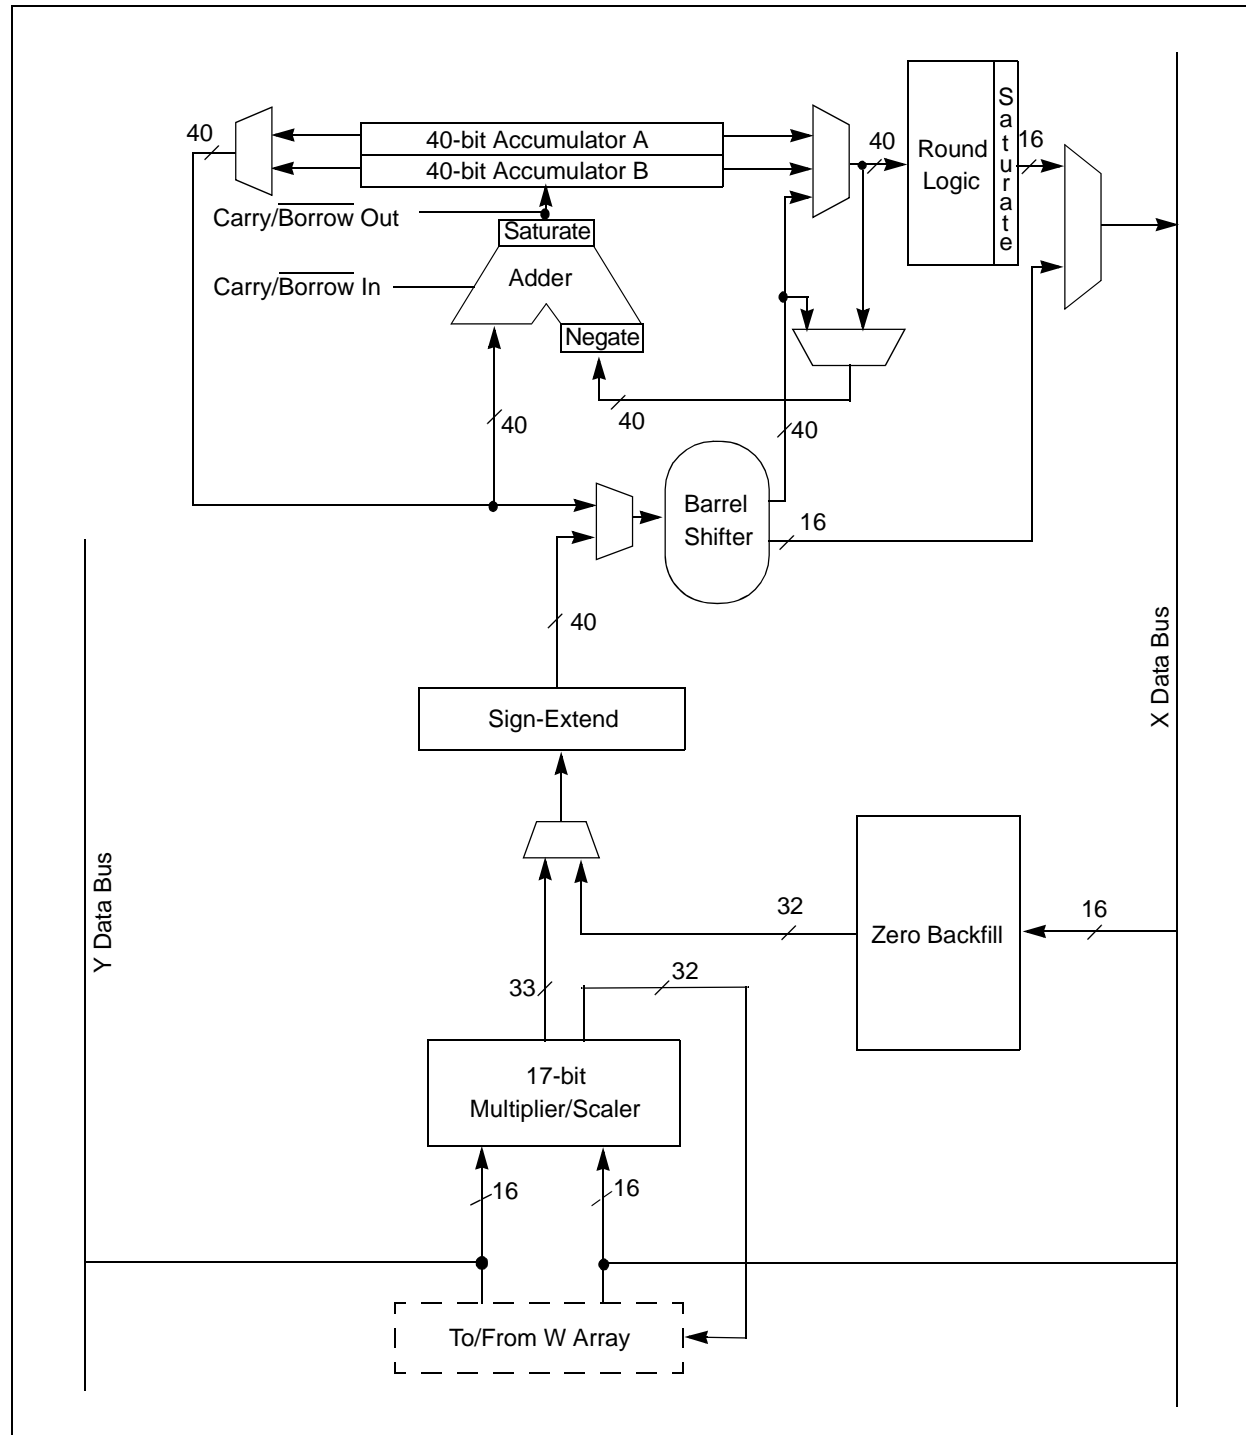 40
40-bit Accumulator A
40-bit Accumulator B
40
Round
Logic
Saturate
16
Carry/Borrow Out
Saturate
Carry/Borrow In
Adder
Negate
40
40
40
Barrel
Shifter
16
40
X Data Bus
Sign-Extend
Y Data Bus
32
Zero Backfill
16
33
32
17-bit
Multiplier/Scaler
16
16
To/From W Array